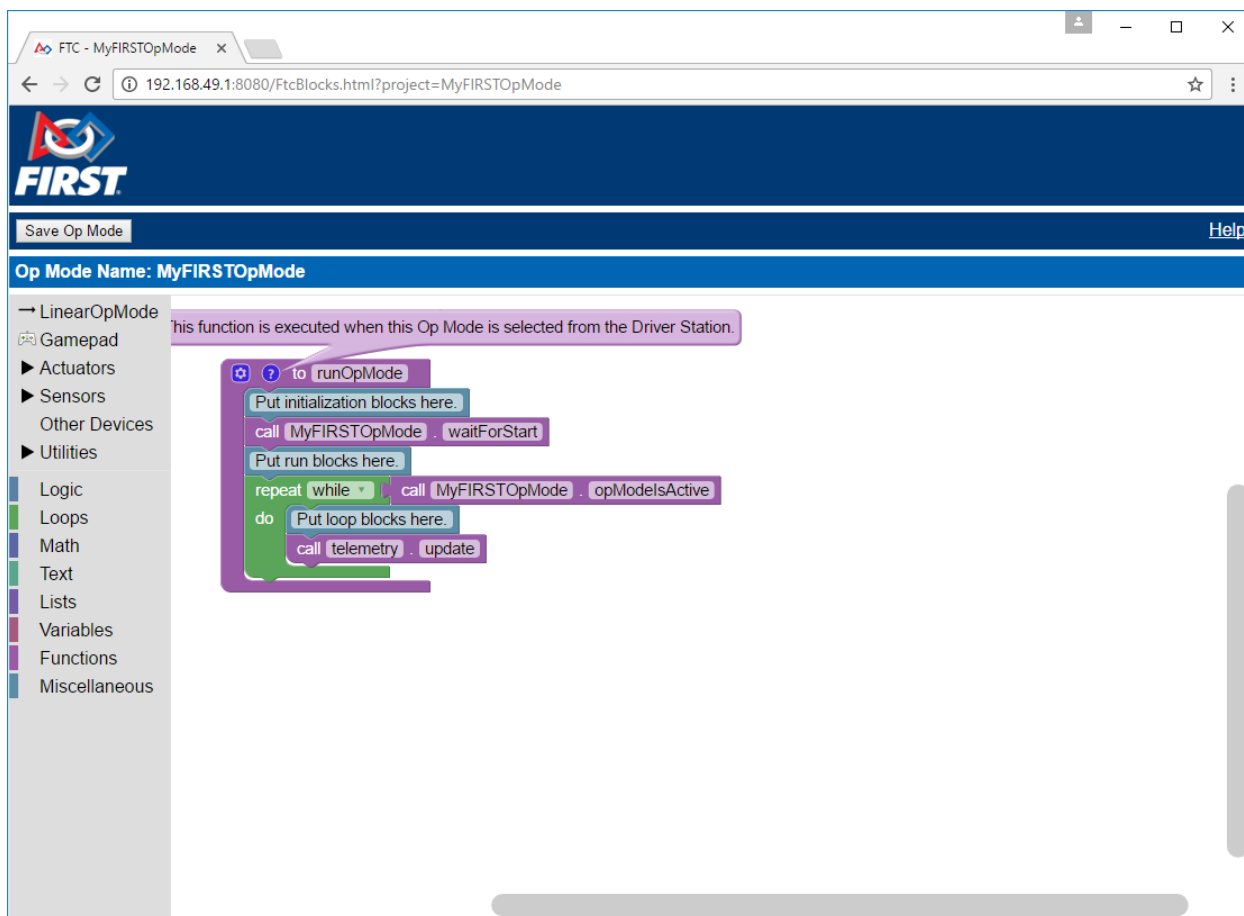 FTC - MyFIRSTOpMode
192.168.49.1:8080/FtcBlocks.html?project=MyFIRSTOpMode
FIRST
Save Op Mode
Help
Op Mode Name: MyFIRSTOpMode
LinearOpMode
Gamepad
Actuators
Sensors
Other Devices
Utilities
Logic
Loops
Math
Text
Lists
Variables
Functions
Miscellaneous
This function is executed when this Op Mode is selected from the Driver Station.
? to runOpMode
Put initialization blocks here.
call MyFIRSTOpMode . waitForStart
Put run blocks here.
repeat while call MyFIRSTOpMode . opModeIsActive
do Put loop blocks here.
call telemetry . update